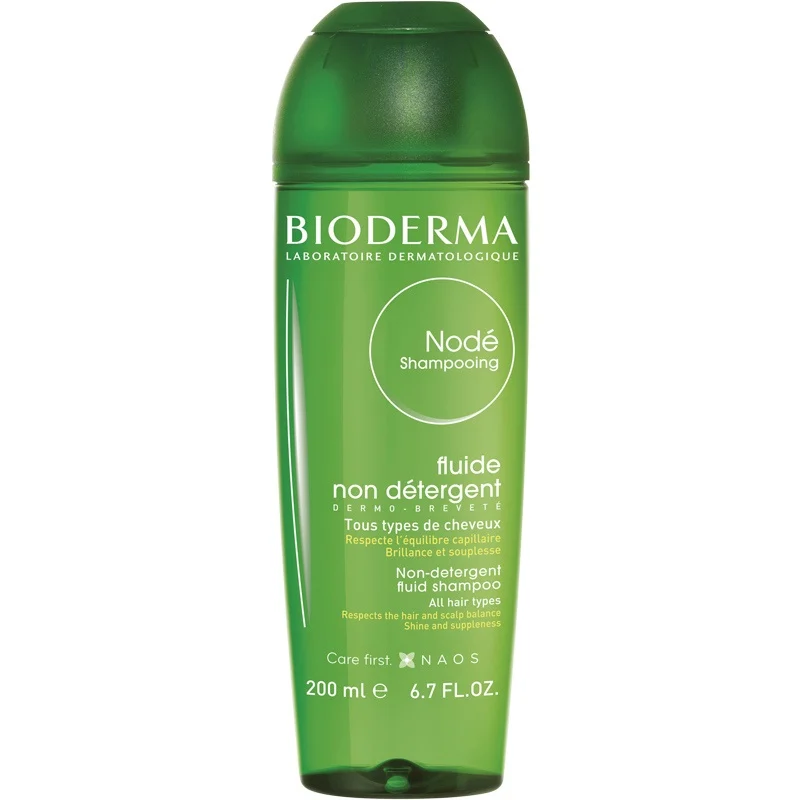 BIODERMA
LABORATOIRE DERMATOLOGIQUE
Nodé
Shampooing
fluide
non détergent
DERMO-BREVETÉ
Tous types de cheveux
Respecte l'équilibre capillaire
Brillance et souplesse
Non-detergent
fluid shampoo
All hair types
Respects the hair and scalp balance
Shine and suppleness
Care first. NAOS
200 ml e 6.7 FL.OZ.